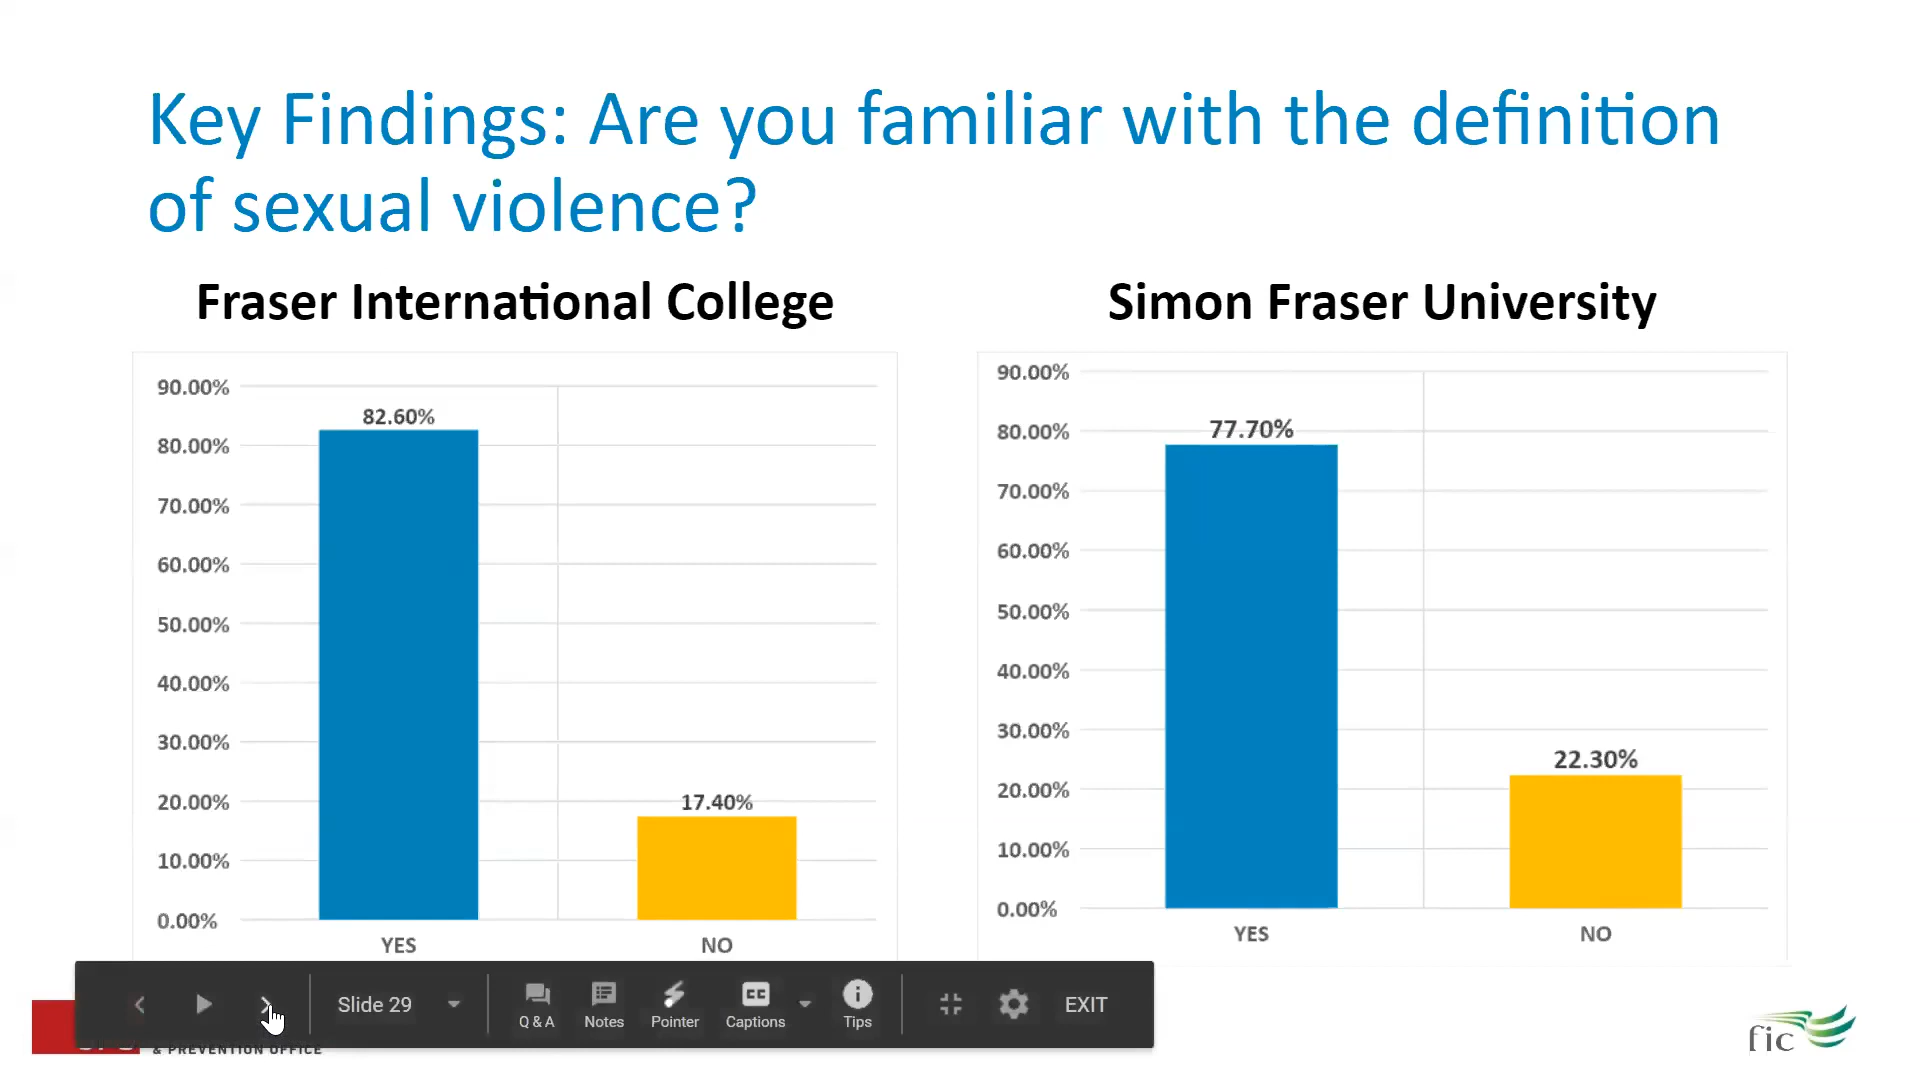 Key Findings: Are you familiar with the definition
of sexual violence?
Fraser International College
Simon Fraser University
90.00%
80.00%
70.00%
60.00%
50.00%
40.00%
30.00%
20.00%
10.00%
0.00%
82.60%
17.40%
YES
NO
90.00%
80.00%
70.00%
60.00%
50.00%
40.00%
30.00%
20.00%
10.00%
0.00%
77.70%
22.30%
YES
NO
Slide 29
Q & A
Notes
Pointer
CC
Captions
Tips
EXIT
& PREVENTION OFFICE
fic